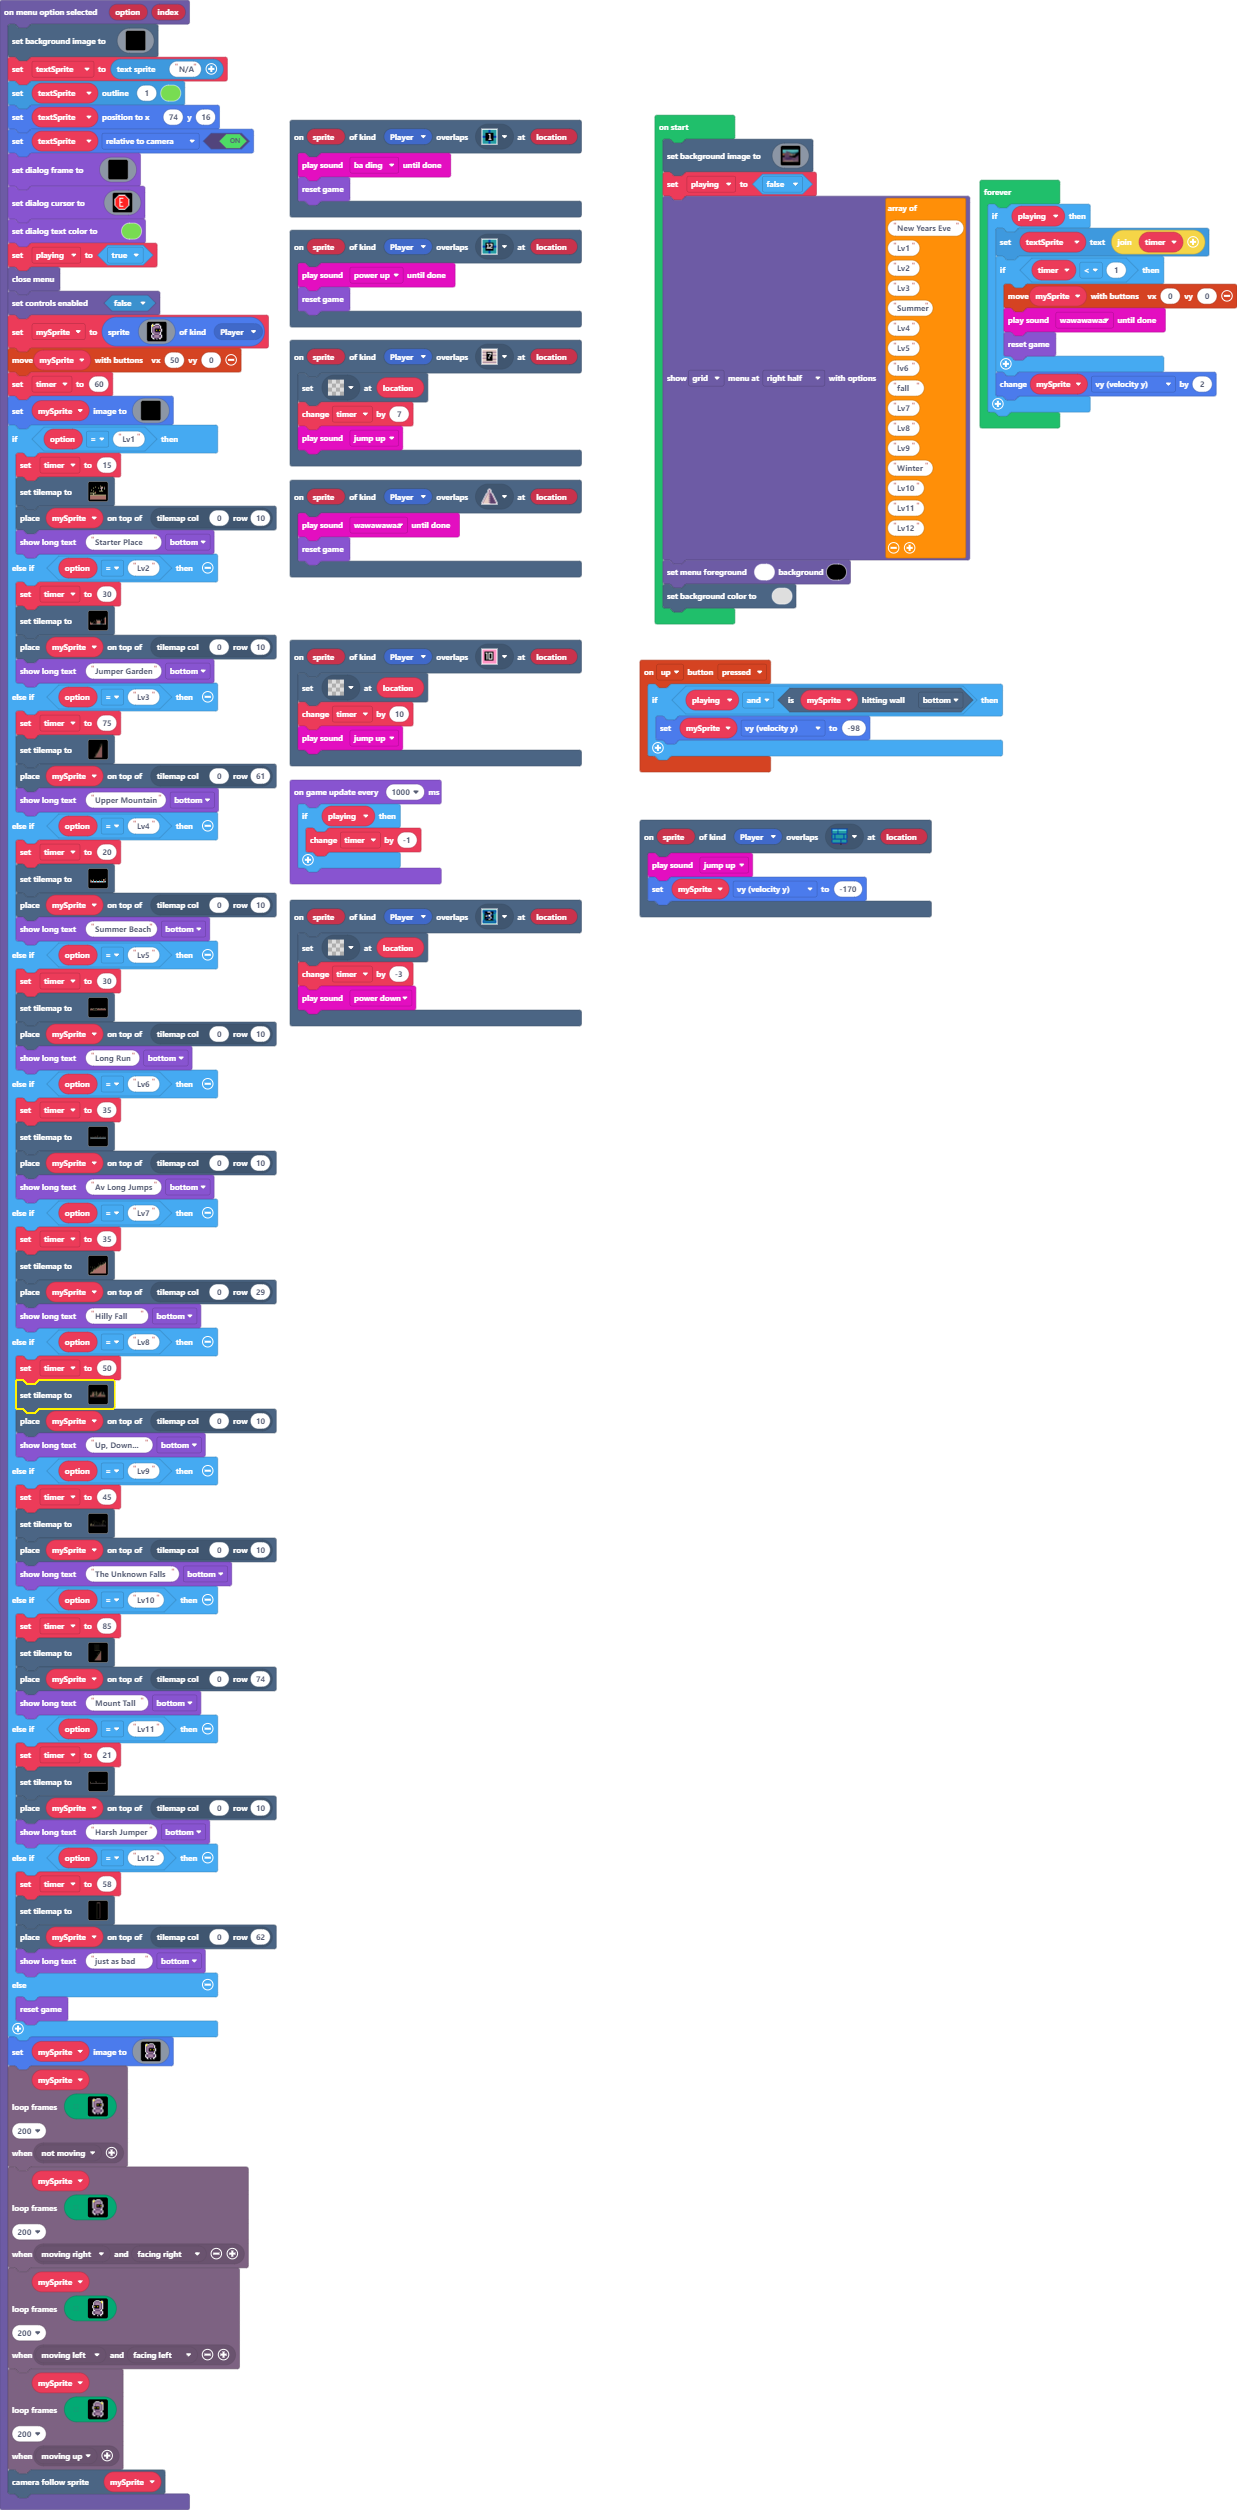 on menu option selected option index
set background image to
set textSprite to text sprite "N/A"
set textSprite outline 1
set textSprite position to x 74 y 16
set textSprite relative to camera ON
set dialog frame to
set dialog cursor to E
set dialog text color to
set playing to true
close menu
set controls enabled false
set mySprite to sprite of kind Player
move mySprite with buttons vx 50 vy 0
set timer to 60
set mySprite image to
if option = "Lv1" then
set timer to 15
set tilemap to
place mySprite on top of tilemap col 0 row 10
show long text "Starter Place" bottom
else if option = "Lv2" then
set timer to 30
set tilemap to
place mySprite on top of tilemap col 0 row 10
show long text "Jumper Garden" bottom
else if option = "Lv3" then
set timer to 75
set tilemap to
place mySprite on top of tilemap col 0 row 61
show long text "Upper Mountain" bottom
else if option = "Lv4" then
set timer to 20
set tilemap to
place mySprite on top of tilemap col 0 row 10
show long text "Summer Beach" bottom
else if option = "Lv5" then
set timer to 30
set tilemap to
place mySprite on top of tilemap col 0 row 10
show long text "Long Run" bottom
else if option = "Lv6" then
set timer to 35
set tilemap to
place mySprite on top of tilemap col 0 row 10
show long text "Av Long Jumps" bottom
else if option = "Lv7" then
set timer to 35
set tilemap to
place mySprite on top of tilemap col 0 row 29
show long text "Hilly Fall" bottom
else if option = "Lv8" then
set timer to 50
set tilemap to
place mySprite on top of tilemap col 0 row 10
show long text "Up, Down..." bottom
else if option = "Lv9" then
set timer to 45
set tilemap to
place mySprite on top of tilemap col 0 row 10
show long text "The Unknown Falls" bottom
else if option = "Lv10" then
set timer to 85
set tilemap to
place mySprite on top of tilemap col 0 row 74
show long text "Mount Tall" bottom
else if option = "Lv11" then
set timer to 21
set tilemap to
place mySprite on top of tilemap col 0 row 10
show long text "Harsh Jumper" bottom
else if option = "Lv12" then
set timer to 58
set tilemap to
place mySprite on top of tilemap col 0 row 62
show long text "just as bad" bottom
else
reset game
set mySprite image to
mySprite
loop frames
200
when not moving
mySprite
loop frames
200
when moving right and facing right
mySprite
loop frames
200
when moving left and facing left
mySprite
loop frames
200
when moving up
camera follow sprite mySprite
on sprite of kind Player overlaps 1 at location
play sound ba ding until done
reset game
on sprite of kind Player overlaps 12 at location
play sound power up until done
reset game
on sprite of kind Player overlaps 7 at location
set at location
change timer by 7
play sound jump up
on sprite of kind Player overlaps at location
play sound wawawawaa until done
reset game
on sprite of kind Player overlaps 10 at location
set at location
change timer by 10
play sound jump up
on game update every 1000 ms
if playing then
change timer by -1
on sprite of kind Player overlaps -3 at location
set at location
change timer by -3
play sound power down
on start
set background image to
set playing to false
show grid menu at right half with options
array of
"New Years Eve"
"Lv1"
"Lv2"
"Lv3"
"Summer"
"Lv4"
"Lv5"
"lv6"
"fall"
"Lv7"
"Lv8"
"Lv9"
"Winter"
"Lv10"
"Lv11"
"Lv12"
set menu foreground background
set background color to
on up button pressed
if playing and is mySprite hitting wall bottom then
set mySprite vy (velocity y) to -98
on sprite of kind Player overlaps at location
play sound jump up
set mySprite vy (velocity y) to -170
forever
if playing then
set textSprite text join timer
if timer < 1 then
move mySprite with buttons vx 0 vy 0
play sound wawawawaa until done
reset game
change mySprite vy (velocity y) by 2